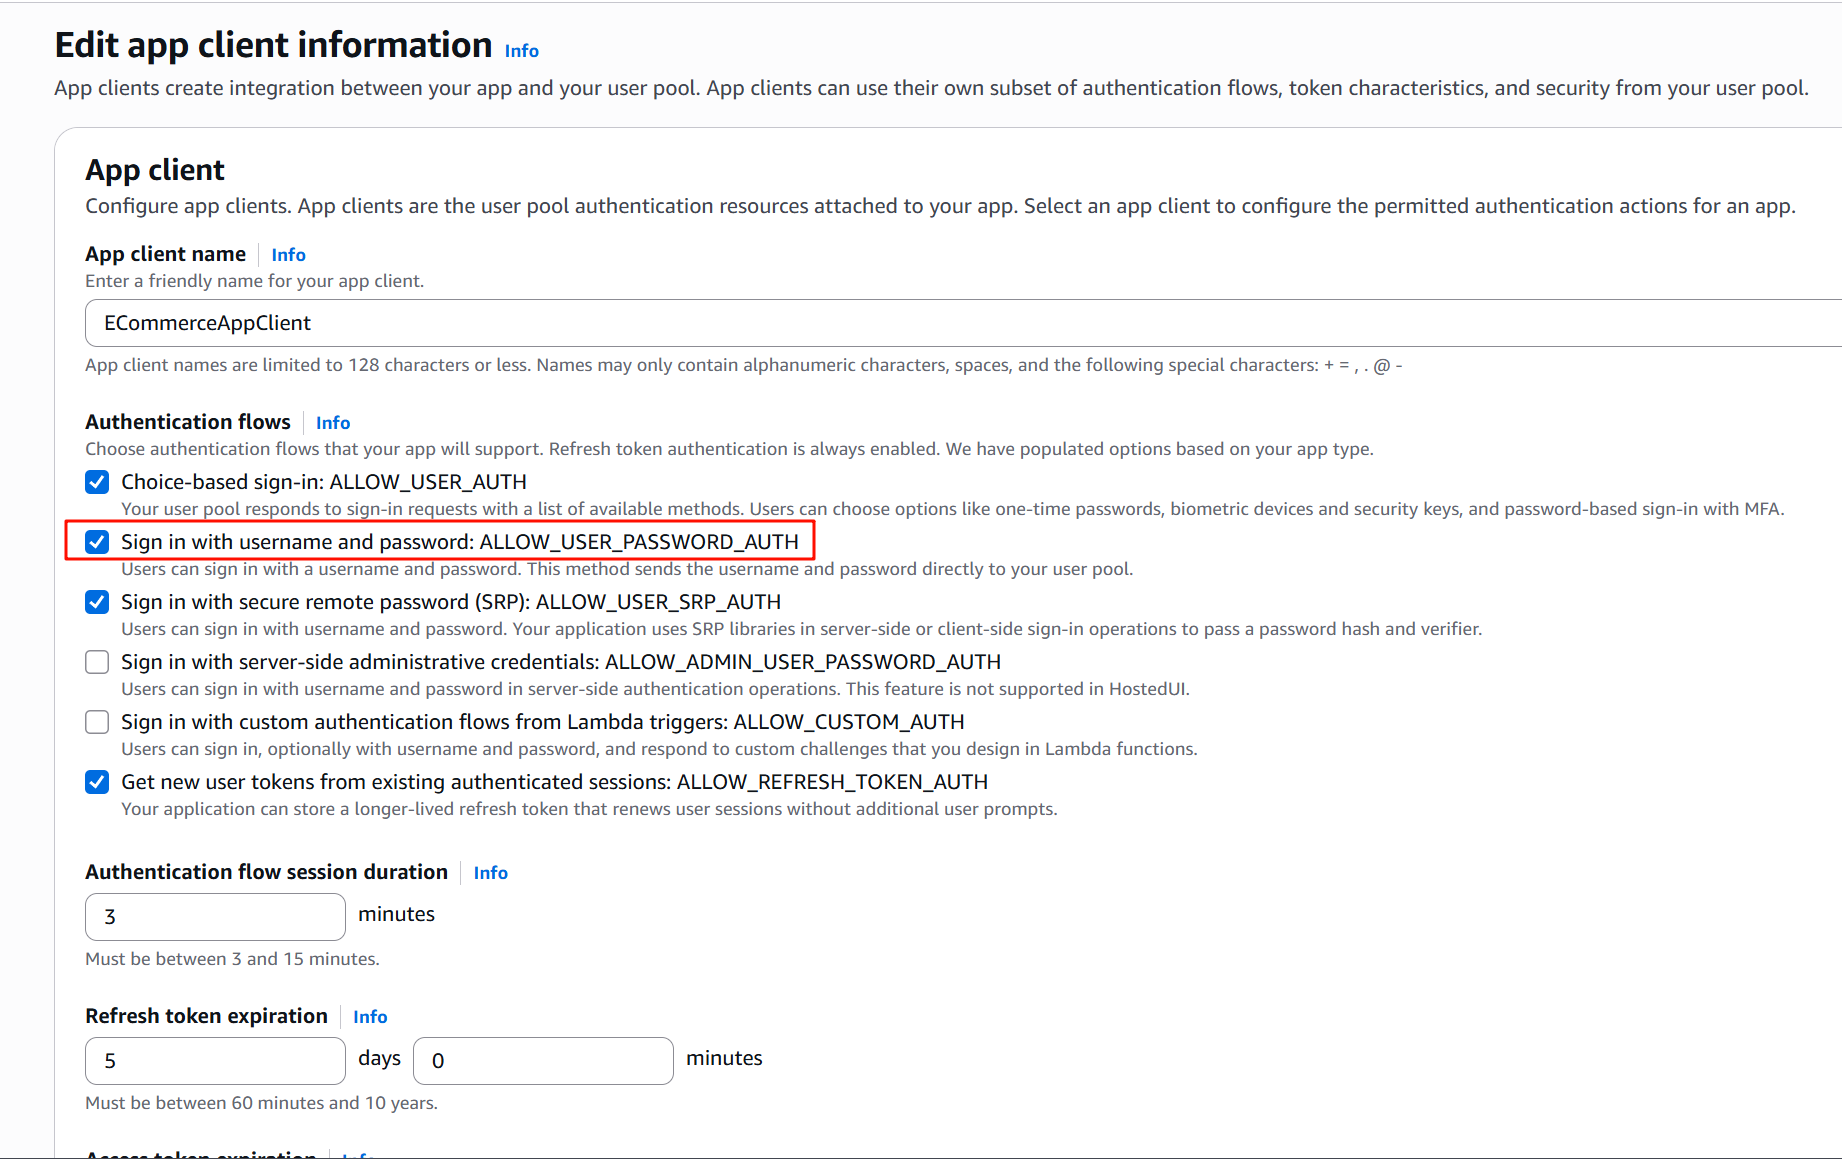 Edit app client information Info
App clients create integration between your app and your user pool. App clients can use their own subset of authentication flows, token characteristics, and security from your user pool.
App client
Configure app clients. App clients are the user pool authentication resources attached to your app. Select an app client to configure the permitted authentication actions for an app.
App client name Info
Enter a friendly name for your app client.
ECommerceAppClient
App client names are limited to 128 characters or less. Names may only contain alphanumeric characters, spaces, and the following special characters: + = , . @ -
Authentication flows Info
Choose authentication flows that your app will support. Refresh token authentication is always enabled. We have populated options based on your app type.
Choice-based sign-in: ALLOW_USER_AUTH
Your user pool responds to sign-in requests with a list of available methods. Users can choose options like one-time passwords, biometric devices and security keys, and password-based sign-in with MFA.
Sign in with username and password: ALLOW_USER_PASSWORD_AUTH
Users can sign in with a username and password. This method sends the username and password directly to your user pool.
Sign in with secure remote password (SRP): ALLOW_USER_SRP_AUTH
Users can sign in with username and password. Your application uses SRP libraries in server-side or client-side sign-in operations to pass a password hash and verifier.
Sign in with server-side administrative credentials: ALLOW_ADMIN_USER_PASSWORD_AUTH
Users can sign in with username and password in server-side authentication operations. This feature is not supported in HostedUI.
Sign in with custom authentication flows from Lambda triggers: ALLOW_CUSTOM_AUTH
Users can sign in, optionally with username and password, and respond to custom challenges that you design in Lambda functions.
Get new user tokens from existing authenticated sessions: ALLOW_REFRESH_TOKEN_AUTH
Your application can store a longer-lived refresh token that renews user sessions without additional user prompts.
Authentication flow session duration Info
3 minutes
Must be between 3 and 15 minutes.
Refresh token expiration Info
5 days 0 minutes
Must be between 60 minutes and 10 years.
Access token expiration Info